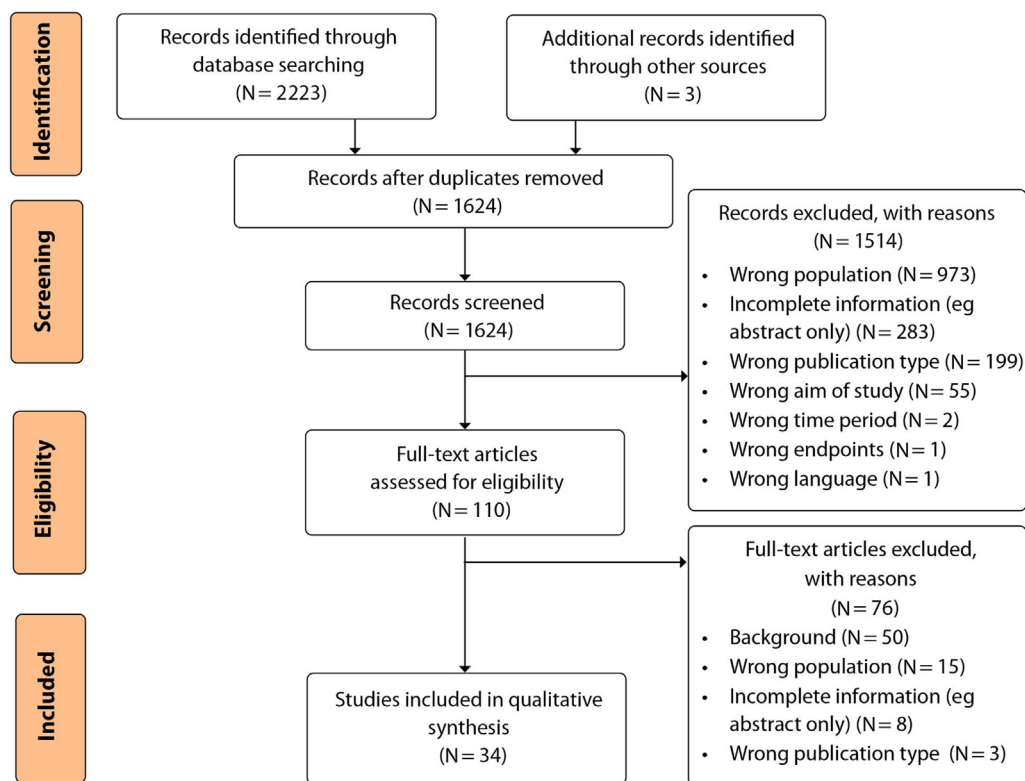 Identification
Records identified through
database searching
(N = 2223)
Additional records identified
through other sources
(N = 3)
Records after duplicates removed
(N = 1624)
Screening
Records screened
(N = 1624)
Records excluded, with reasons
(N = 1514)
• Wrong population (N = 973)
• Incomplete information (eg
abstract only) (N = 283)
• Wrong publication type (N = 199)
• Wrong aim of study (N = 55)
• Wrong time period (N = 2)
• Wrong endpoints (N = 1)
• Wrong language (N = 1)
Eligibility
Full-text articles
assessed for eligibility
(N = 110)
Full-text articles excluded,
with reasons
(N = 76)
• Background (N = 50)
• Wrong population (N = 15)
• Incomplete information (eg
abstract only) (N = 8)
• Wrong publication type (N = 3)
Included
Studies included in qualitative
synthesis
(N = 34)